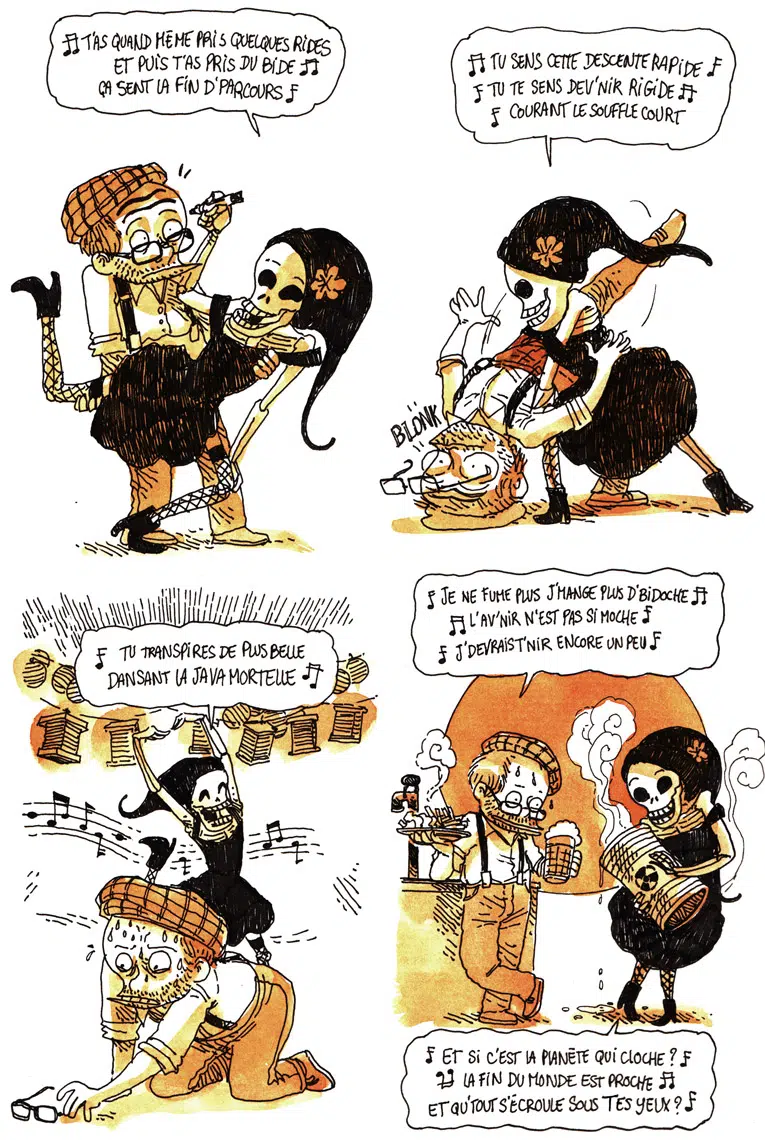 ♫ T'AS QUAND MÊME PRIS QUELQUES RIDES
ET PUIS T'AS PRIS DU BIDE ♫
ÇA SENT LA FIN D'PARCOURS ♪
♫ TU SENS CETTE DESCENTE RAPIDE ♪
♪ TU TE SENS DEV'NIR RIGIDE ♫
♪ COURANT LE SOUFFLE COURT
BLONK
♪ TU TRANSPIRES DE PLUS BELLE
DANSANT LA JAVA MORTELLE ♫
♪ JE NE FUME PLUS J'MANGE PLUS D'BIDOCHE ♫
♫ L'AV'NIR N'EST PAS SI MOCHE ♪
♪ J'DEVRAIS T'NIR ENCORE UN PEU ♪
♪ ET SI C'EST LA PLANÈTE QUI CLOCHE ? ♪
♫ LA FIN DU MONDE EST PROCHE ♫
ET QU'TOUT S'ÉCROULE SOUS TES YEUX ? ♪